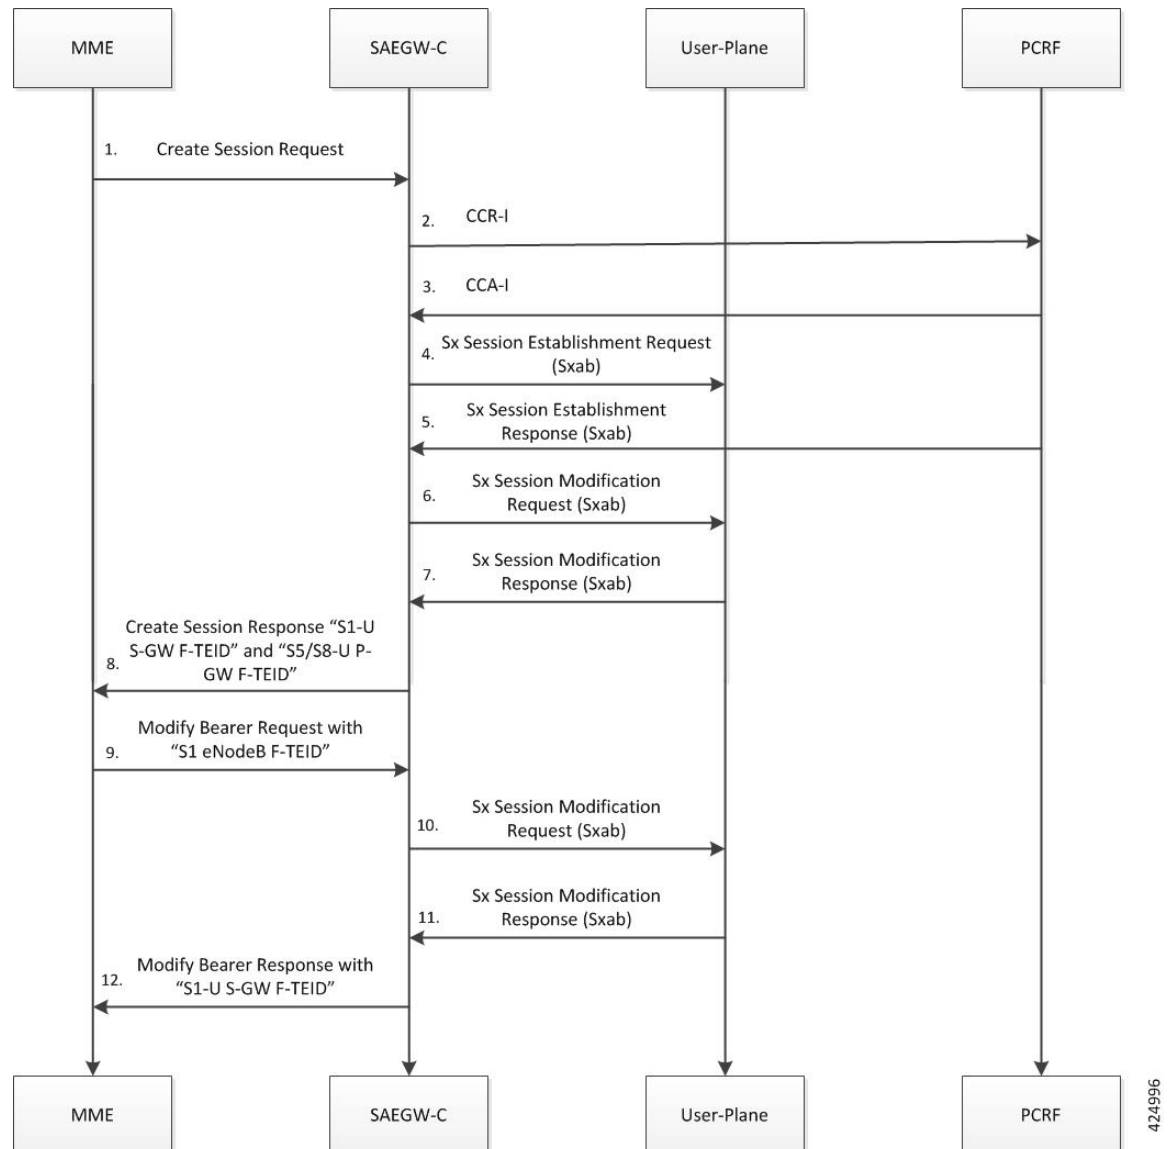 MME
SAEGW-C
User-Plane
PCRF
1.
Create Session Request
2.
CCR-I
3.
CCA-I
4.
Sx Session Establishment Request
(Sxab)
5.
Sx Session Establishment
Response (Sxab)
6.
Sx Session Modification
Request (Sxab)
7.
Sx Session Modification
Response (Sxab)
8.
Create Session Response “S1-U
S-GW F-TEID” and “S5/S8-U P-
GW F-TEID”
9.
Modify Bearer Request with
“S1 eNodeB F-TEID”
10.
Sx Session Modification
Request (Sxab)
11.
Sx Session Modification
Response (Sxab)
12.
Modify Bearer Response with
“S1-U S-GW F-TEID”
MME
SAEGW-C
User-Plane
PCRF
424996